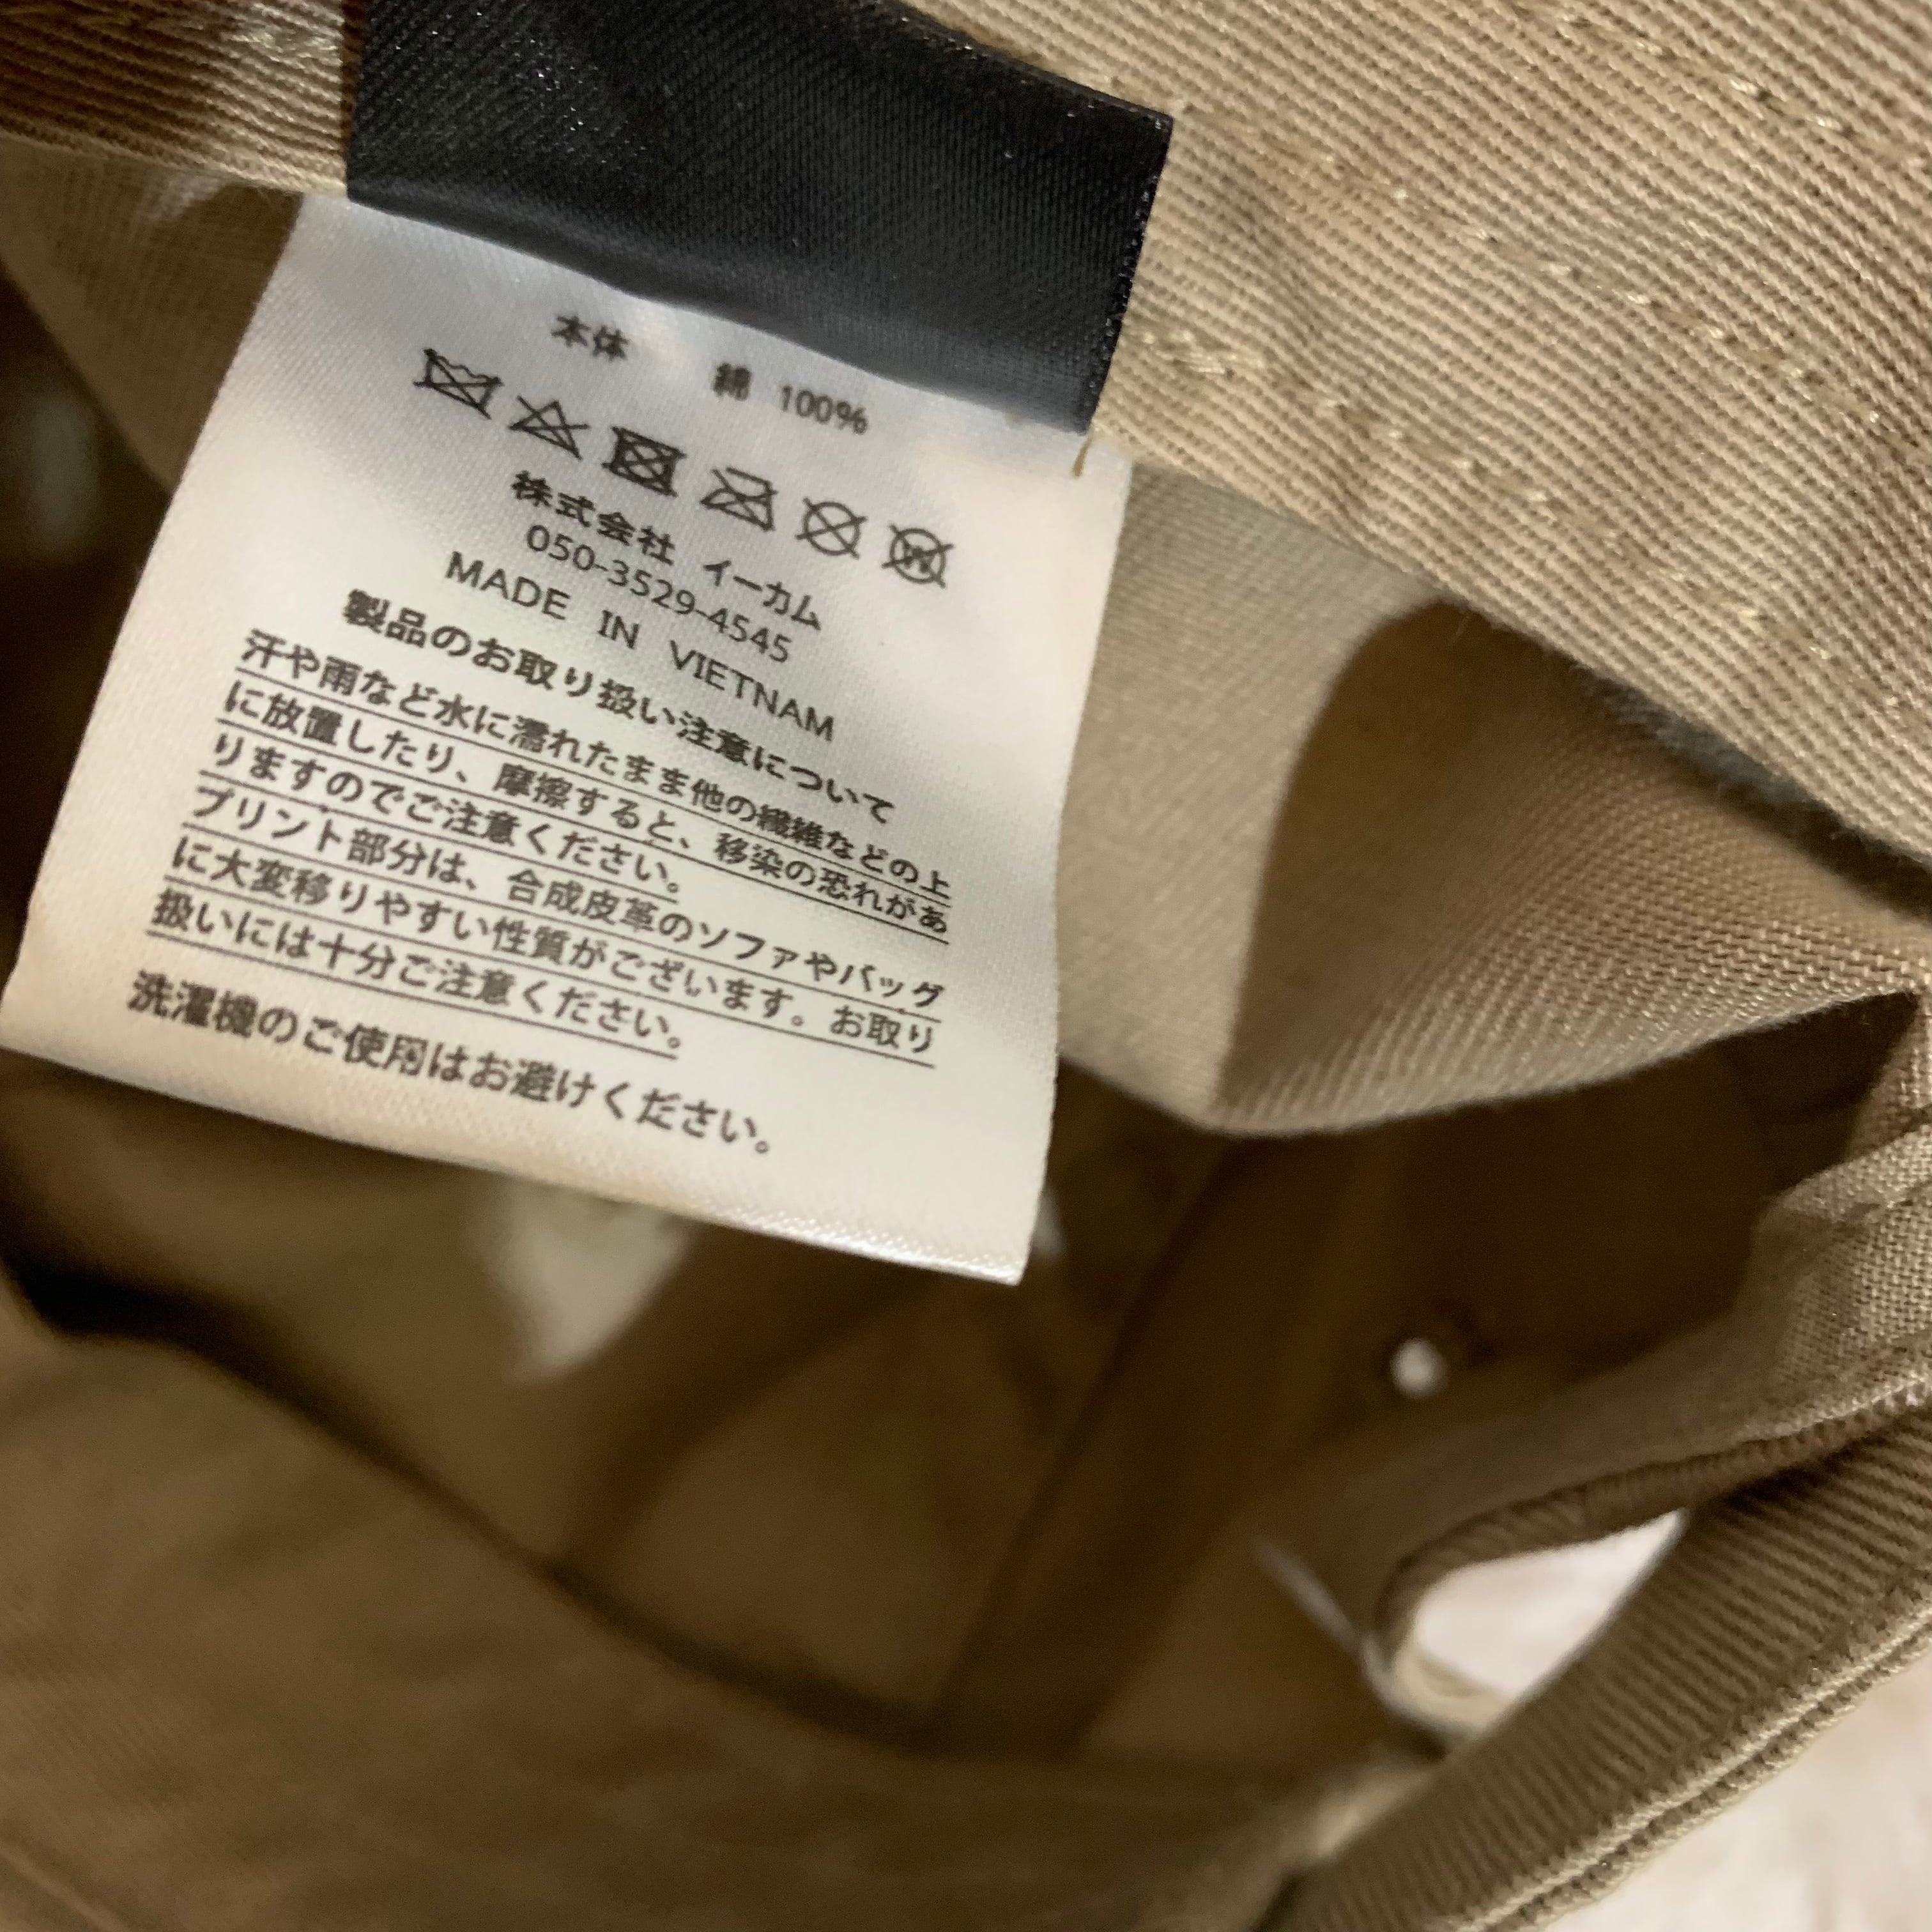 本体 綿 100%
株式会社 イーカム
050-3529-4545
MADE IN VIETNAM
製品のお取り扱い注意について
汗や雨など水に濡れたまま他の繊維などの上
に放置したり、摩擦すると、移染の恐れがあ
りますのでご注意ください。
プリント部分は、合成皮革のソファやバッグ
に大変移りやすい性質がございます。お取り
扱いには十分ご注意ください。
洗濯機のご使用はお避けください。